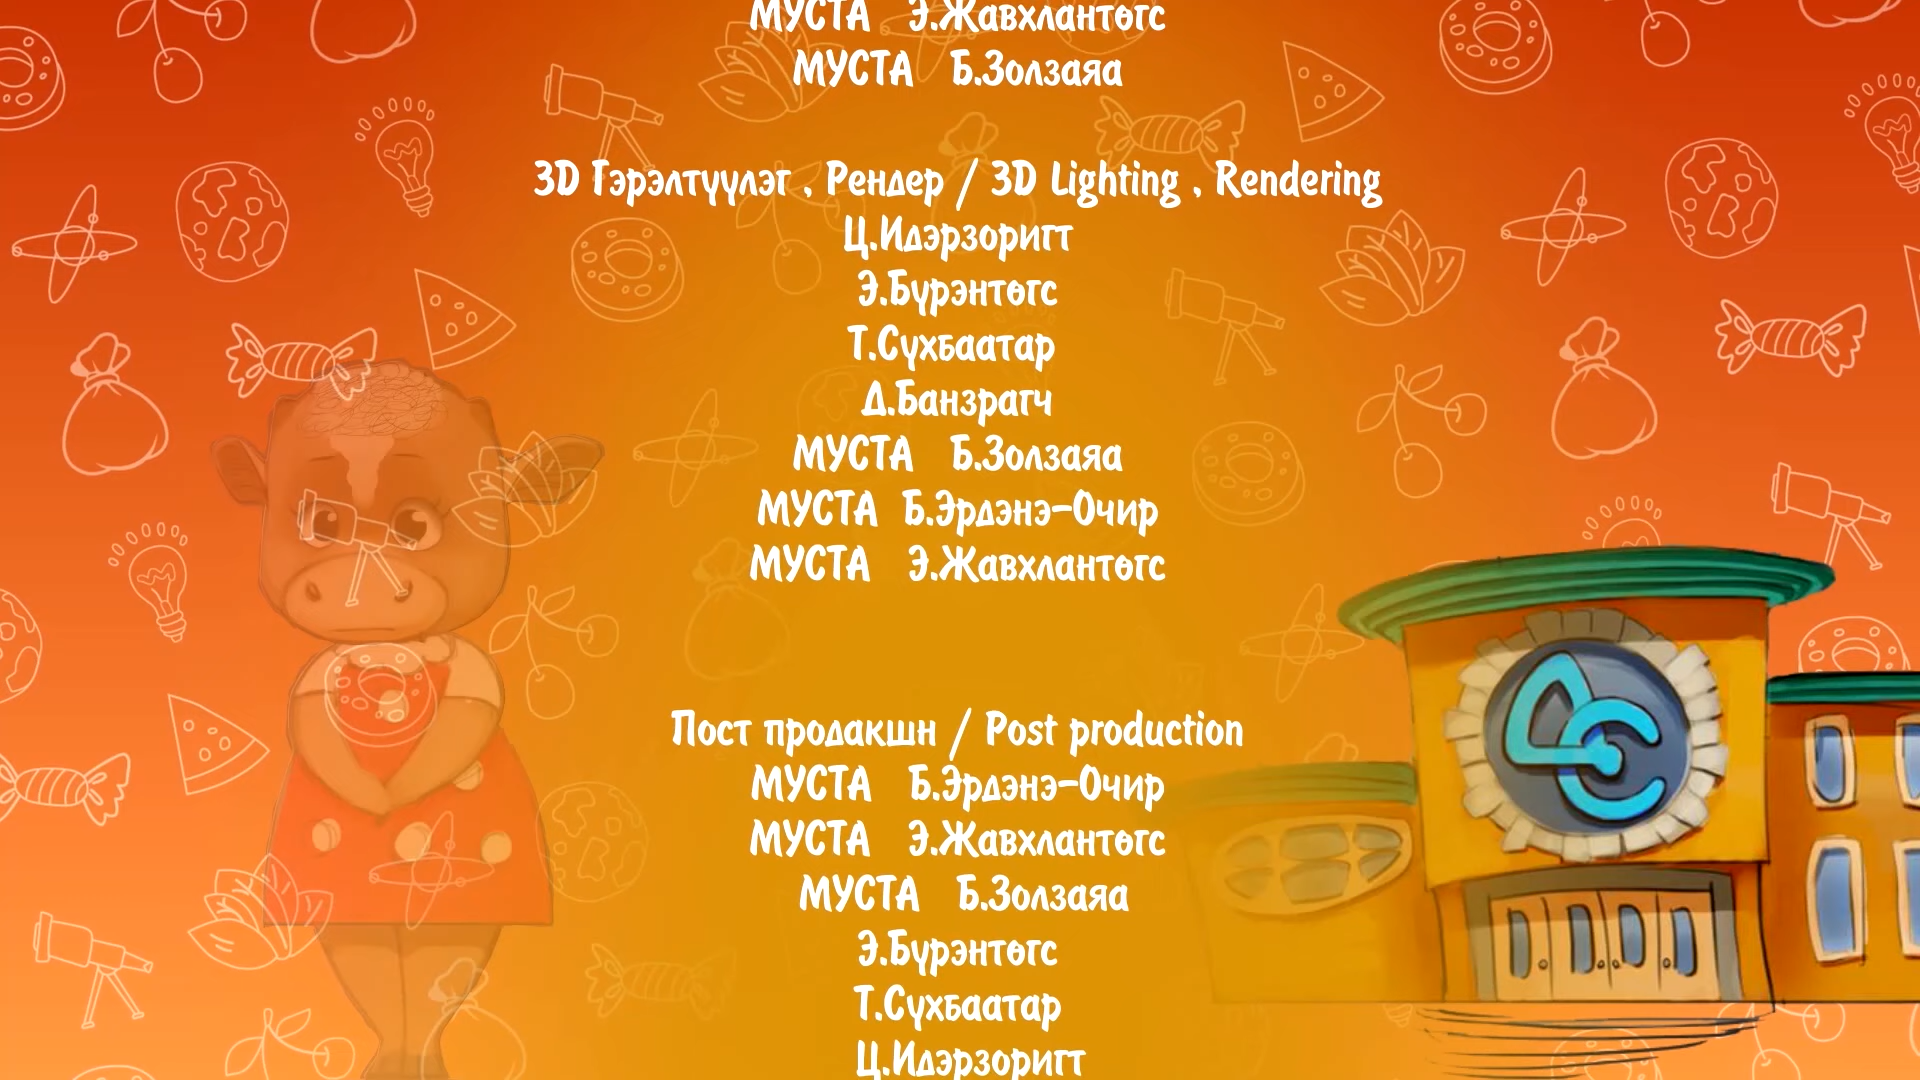 МУСТА Э.Жавхлантөгс
МУСТА Б.Золзаяа
3D Гэрэлтүүлэг , Рендер / 3D Lighting , Rendering
Ц.Идэрзоригт
Э.Бүрэнтөгс
Т.Сүхбаатар
Д.Банзрагч
МУСТА Б.Золзаяа
МУСТА Б.Эрдэнэ-Очир
МУСТА Э.Жавхлантөгс
Пост продакшн / Post production
МУСТА Б.Эрдэнэ-Очир
МУСТА Э.Жавхлантөгс
МУСТА Б.Золзаяа
Э.Бүрэнтөгс
Т.Сүхбаатар
Ц.Идэрзоригт